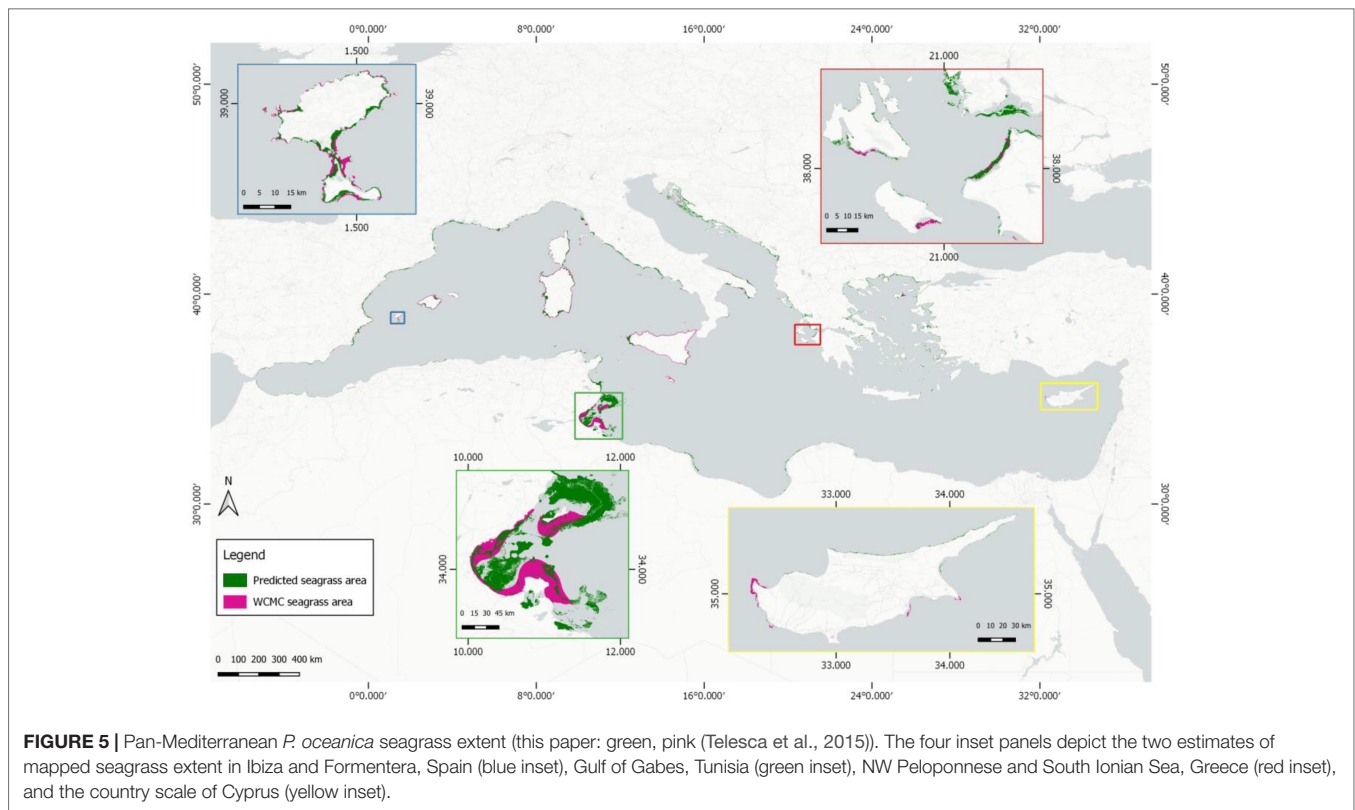 0°0.000' 8°0.000' 16°0.000' 24°0.000' 32°0.000'
1.500
39.000 39.000
0 5 10 15 km
1.500
21.000
38.000 38.000
0 5 10 15 km
21.000
50°0.000' 50°0.000'
40°0.000' 40°0.000'
30°0.000' 30°0.000'
N
Legend
Predicted seagrass area
WCMC seagrass area
0 100 200 300 400 km
10.000 12.000
34.000 34.000
0 15 30 45 km
10.000 12.000
33.000 34.000
35.000 35.000
0 10 20 30 km
33.000 34.000
0°0.000' 8°0.000' 16°0.000' 24°0.000' 32°0.000'
FIGURE 5 | Pan-Mediterranean P. oceanica seagrass extent (this paper: green, pink (Telesca et al., 2015)). The four inset panels depict the two estimates of
mapped seagrass extent in Ibiza and Formentera, Spain (blue inset), Gulf of Gabes, Tunisia (green inset), NW Peloponnese and South Ionian Sea, Greece (red inset),
and the country scale of Cyprus (yellow inset).